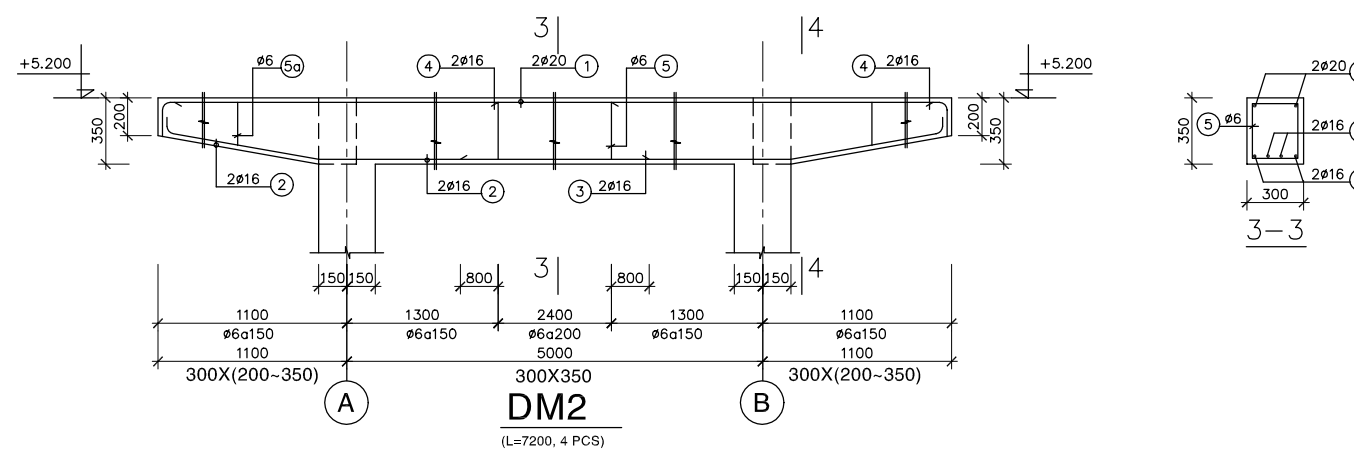 3 4
+5.200 ø6 5a 4 2ø16 2ø20 1 ø6 5 4 2ø16 +5.200 2ø20
350 200 200 350 350 5 ø6 2ø16
2ø16 2 2ø16 2 3 2ø16 2ø16
300
3-3
3 4
150 150 800 800 150 150
1100 1300 2400 1300 1100
ø6a150 ø6a150 ø6a200 ø6a150 ø6a150
1100 5000 1100
300X(200~350) 300X350 300X(200~350)
A DM2 B
(L=7200, 4 PCS)